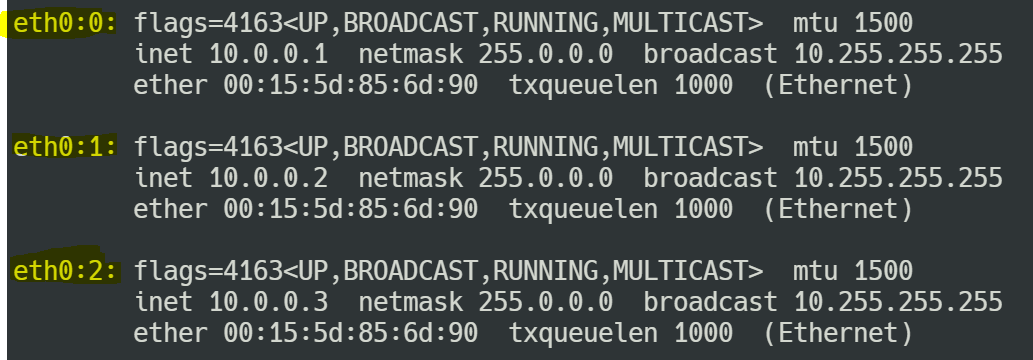 eth0:0: flags=4163<UP,BROADCAST,RUNNING,MULTICAST>  mtu 1500
        inet 10.0.0.1  netmask 255.0.0.0  broadcast 10.255.255.255
        ether 00:15:5d:85:6d:90  txqueuelen 1000  (Ethernet)

eth0:1: flags=4163<UP,BROADCAST,RUNNING,MULTICAST>  mtu 1500
        inet 10.0.0.2  netmask 255.0.0.0  broadcast 10.255.255.255
        ether 00:15:5d:85:6d:90  txqueuelen 1000  (Ethernet)

eth0:2: flags=4163<UP,BROADCAST,RUNNING,MULTICAST>  mtu 1500
        inet 10.0.0.3  netmask 255.0.0.0  broadcast 10.255.255.255
        ether 00:15:5d:85:6d:90  txqueuelen 1000  (Ethernet)